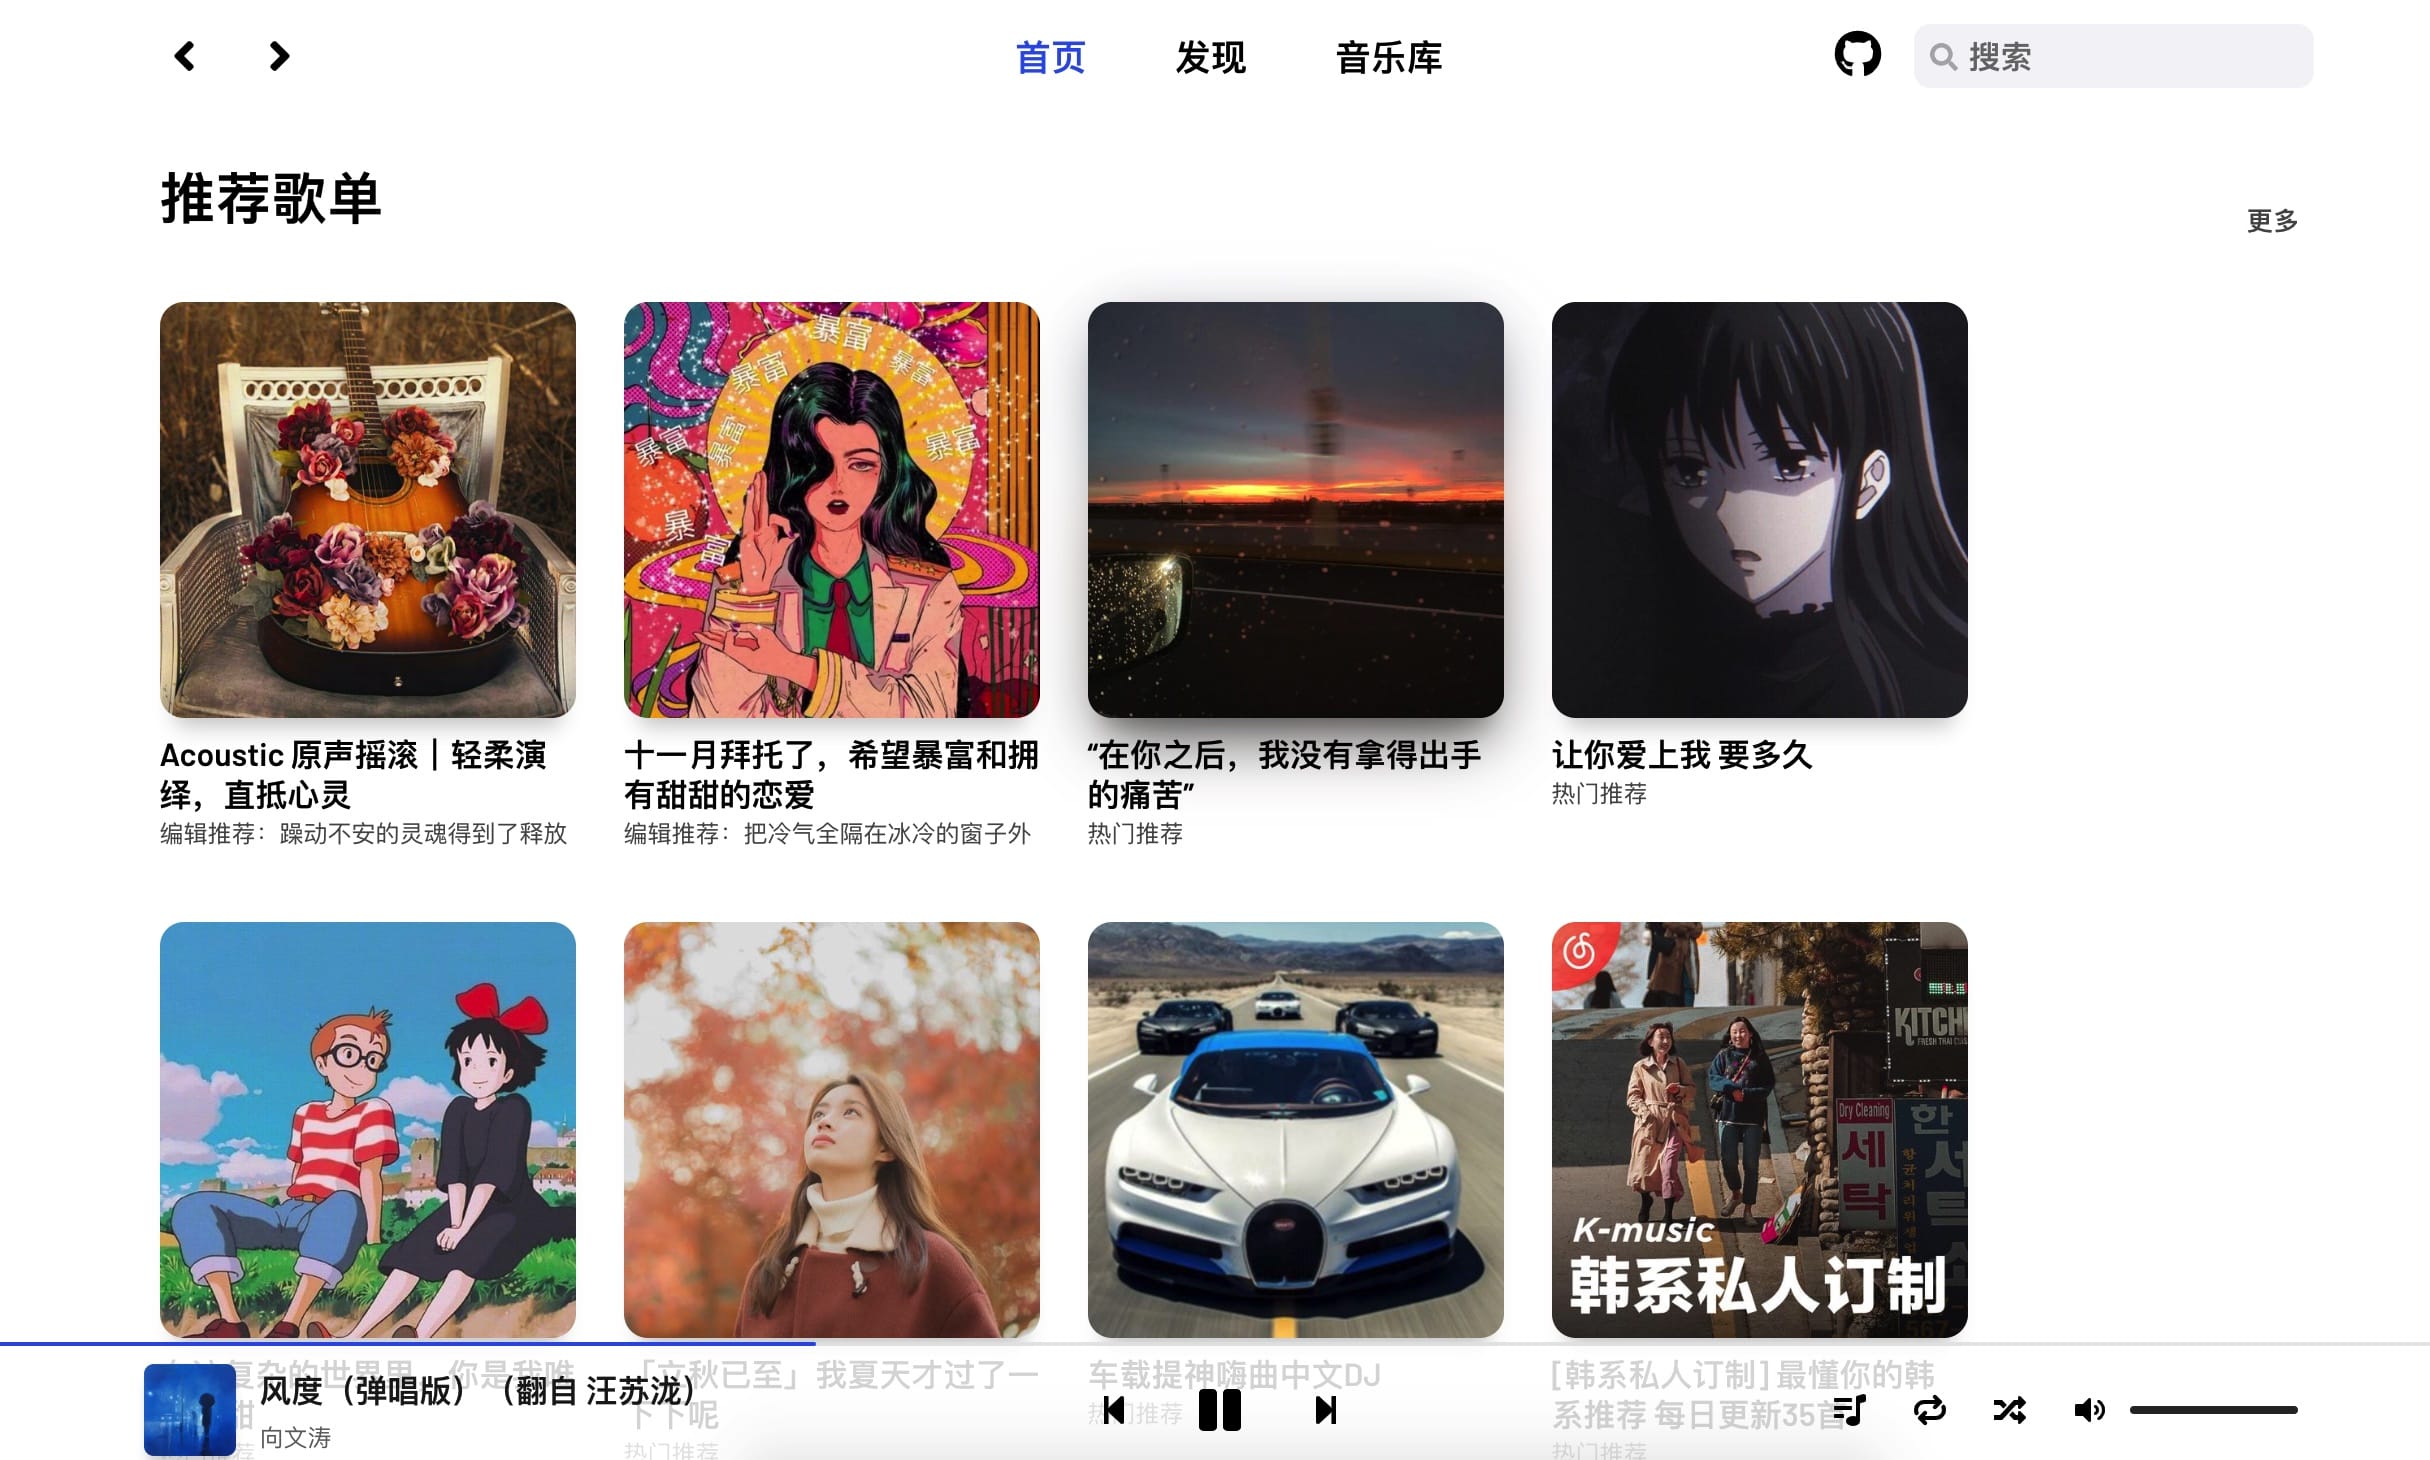 首页
发现
音乐库
搜索
推荐歌单
更多
暴富
暴富
暴富
暴富
暴富
暴富
暴
富
Acoustic 原声摇滚｜轻柔演
绎，直抵心灵
编辑推荐：躁动不安的灵魂得到了释放
十一月拜托了，希望暴富和拥
有甜甜的恋爱
编辑推荐：把冷气全隔在冰冷的窗子外
“在你之后，我没有拿得出手
的痛苦”
热门推荐
让你爱上我 要多久
热门推荐
KITCH
FRESH THAI
Dry Cleaning
세
탁
한
K-music
韩系私人订制
复杂的世界里，你是我唯
甜
荐
「立秋已至」我夏天才过了一
下下呢
热门推荐
车载提神嗨曲中文DJ
热门推荐
[韩系私人订制] 最懂你的韩
系推荐 每日更新35首
热门推荐
风度（弹唱版）（翻自 汪苏泷）
向文涛